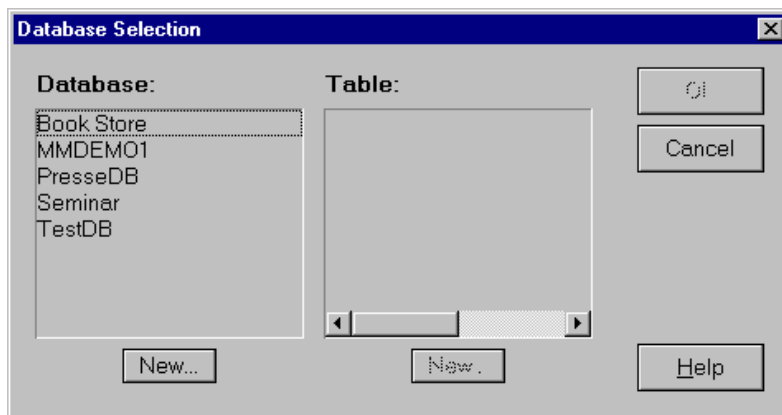 Database Selection
Database:
Table:
Book Store
MMDEMO1
PresseDB
Seminar
TestDB
Cancel
New...
New.
Help